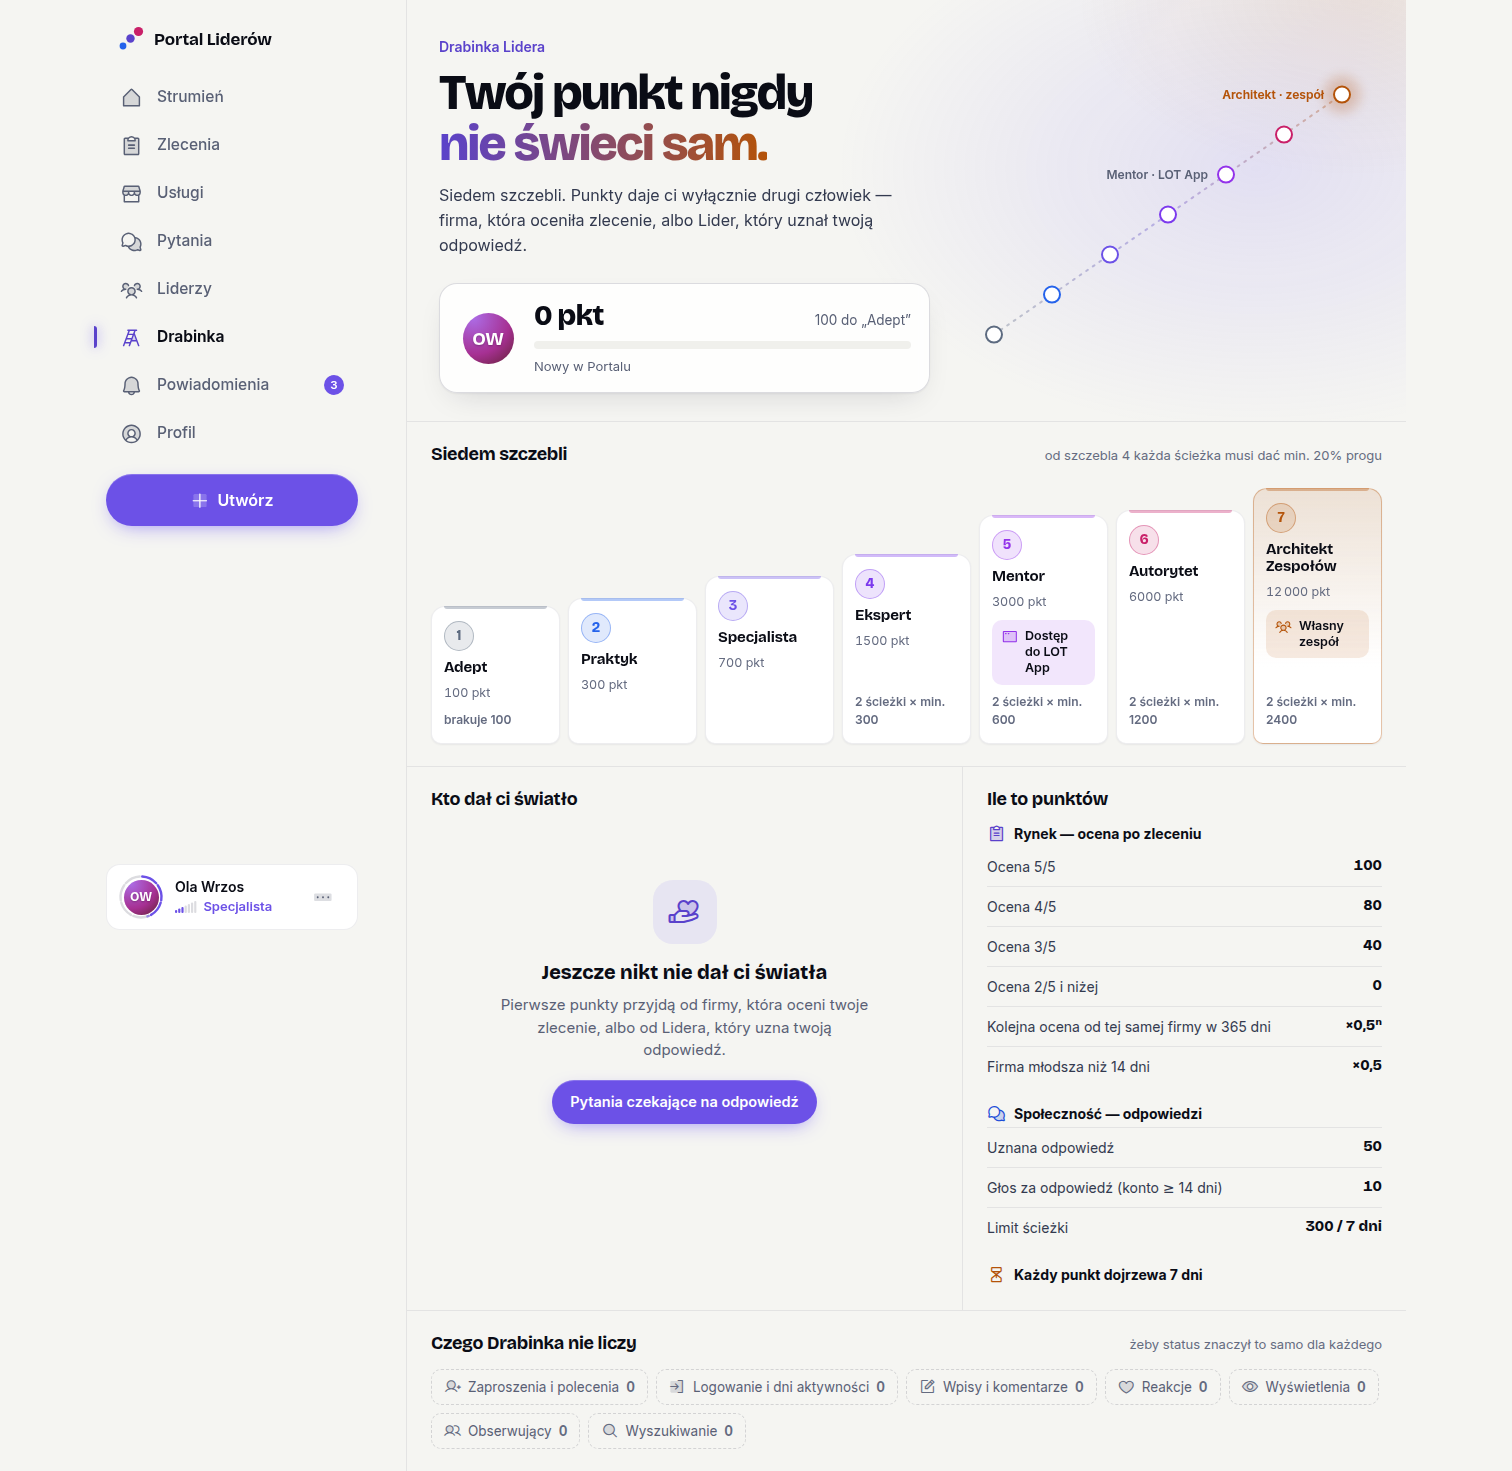 Portal Liderów
Strumień
Zlecenia
Usługi
Pytania
Liderzy
Drabinka
Powiadomienia 3
Profil
Utwórz
OW
Ola Wrzos
Specjalista
Drabinka Lidera
Twój punkt nigdy
nie świeci sam.
Siedem szczebli. Punkty daje ci wyłącznie drugi człowiek —
firma, która oceniła zlecenie, albo Lider, który uznał twoją
odpowiedź.
OW
0 pkt
100 do „Adept”
Nowy w Portalu
Architekt · zespół
Mentor · LOT App
Siedem szczebli
od szczebla 4 każda ścieżka musi dać min. 20% progu
1
Adept
100 pkt
brakuje 100
2
Praktyk
300 pkt
3
Specjalista
700 pkt
4
Ekspert
1500 pkt
2 ścieżki × min.
300
5
Mentor
3000 pkt
Dostęp
do LOT
App
2 ścieżki × min.
600
6
Autorytet
6000 pkt
2 ścieżki × min.
1200
7
Architekt
Zespołów
12 000 pkt
Własny
zespół
2 ścieżki × min.
2400
Kto dał ci światło
Jeszcze nikt nie dał ci światła
Pierwsze punkty przyjdą od firmy, która oceni twoje
zlecenie, albo od Lidera, który uzna twoją
odpowiedź.
Pytania czekające na odpowiedź
Ile to punktów
Rynek — ocena po zleceniu
Ocena 5/5 100
Ocena 4/5 80
Ocena 3/5 40
Ocena 2/5 i niżej 0
Kolejna ocena od tej samej firmy w 365 dni ×0,5ⁿ
Firma młodsza niż 14 dni ×0,5
Społeczność — odpowiedzi
Uznana odpowiedź 50
Głos za odpowiedź (konto ≥ 14 dni) 10
Limit ścieżki 300 / 7 dni
Każdy punkt dojrzewa 7 dni
Czego Drabinka nie liczy
żeby status znaczył to samo dla każdego
Zaproszenia i polecenia 0
Logowanie i dni aktywności 0
Wpisy i komentarze 0
Reakcje 0
Wyświetlenia 0
Obserwujący 0
Wyszukiwanie 0